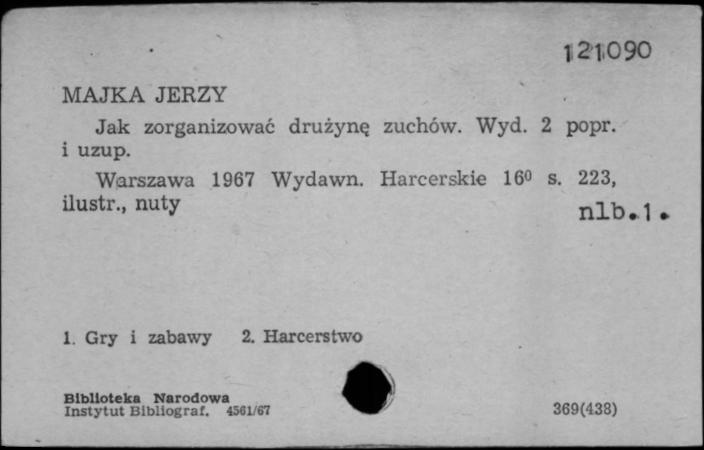 121090
MAJKA JERZY
Jak zorganizować drużynę zuchów. Wyd. 2 popr.
i uzup.
Warszawa 1967 Wydawn. Harcerskie 16⁰ s. 223,
ilustr., nuty
nlb.1.
1. Gry i zabawy 2. Harcerstwo
Biblioteka Narodowa
Instytut Bibliograf. 4561/67
369(438)